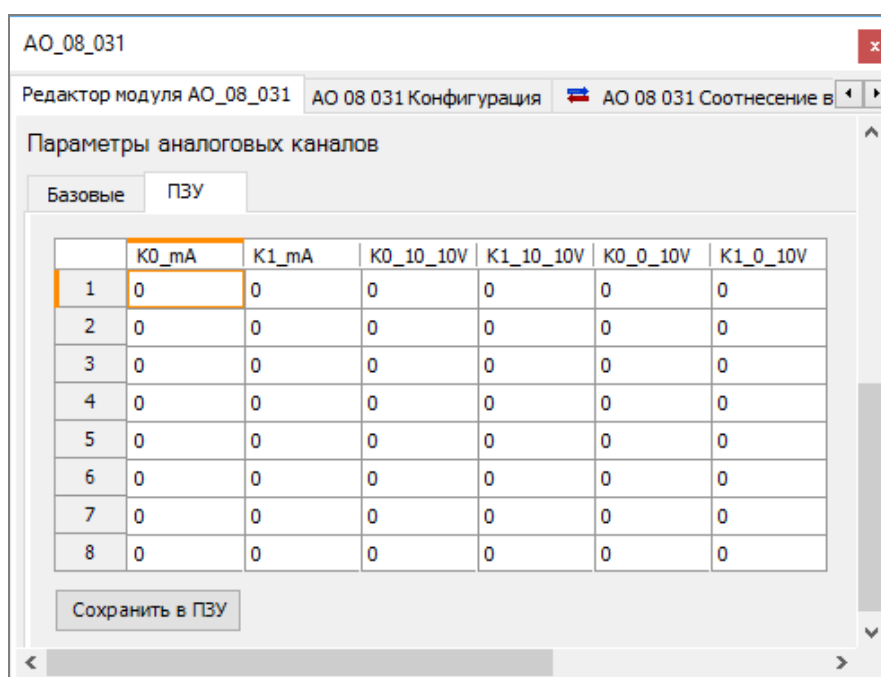 AO_08_031
x
Редактор модуля AO_08_031 AO 08 031 Конфигурация AO 08 031 Соотнесение в
Параметры аналоговых каналов
Базовые ПЗУ
K0_mA K1_mA K0_10_10V K1_10_10V K0_0_10V K1_0_10V
1 0 0 0 0 0 0
2 0 0 0 0 0 0
3 0 0 0 0 0 0
4 0 0 0 0 0 0
5 0 0 0 0 0 0
6 0 0 0 0 0 0
7 0 0 0 0 0 0
8 0 0 0 0 0 0
Сохранить в ПЗУ